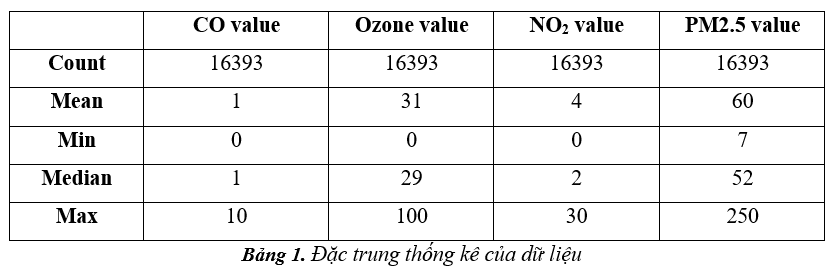 CO value Ozone value NO₂ value PM2.5 value
Count 16393 16393 16393 16393
Mean 1 31 4 60
Min 0 0 0 7
Median 1 29 2 52
Max 10 100 30 250
Bảng 1. Đặc trưng thống kê của dữ liệu